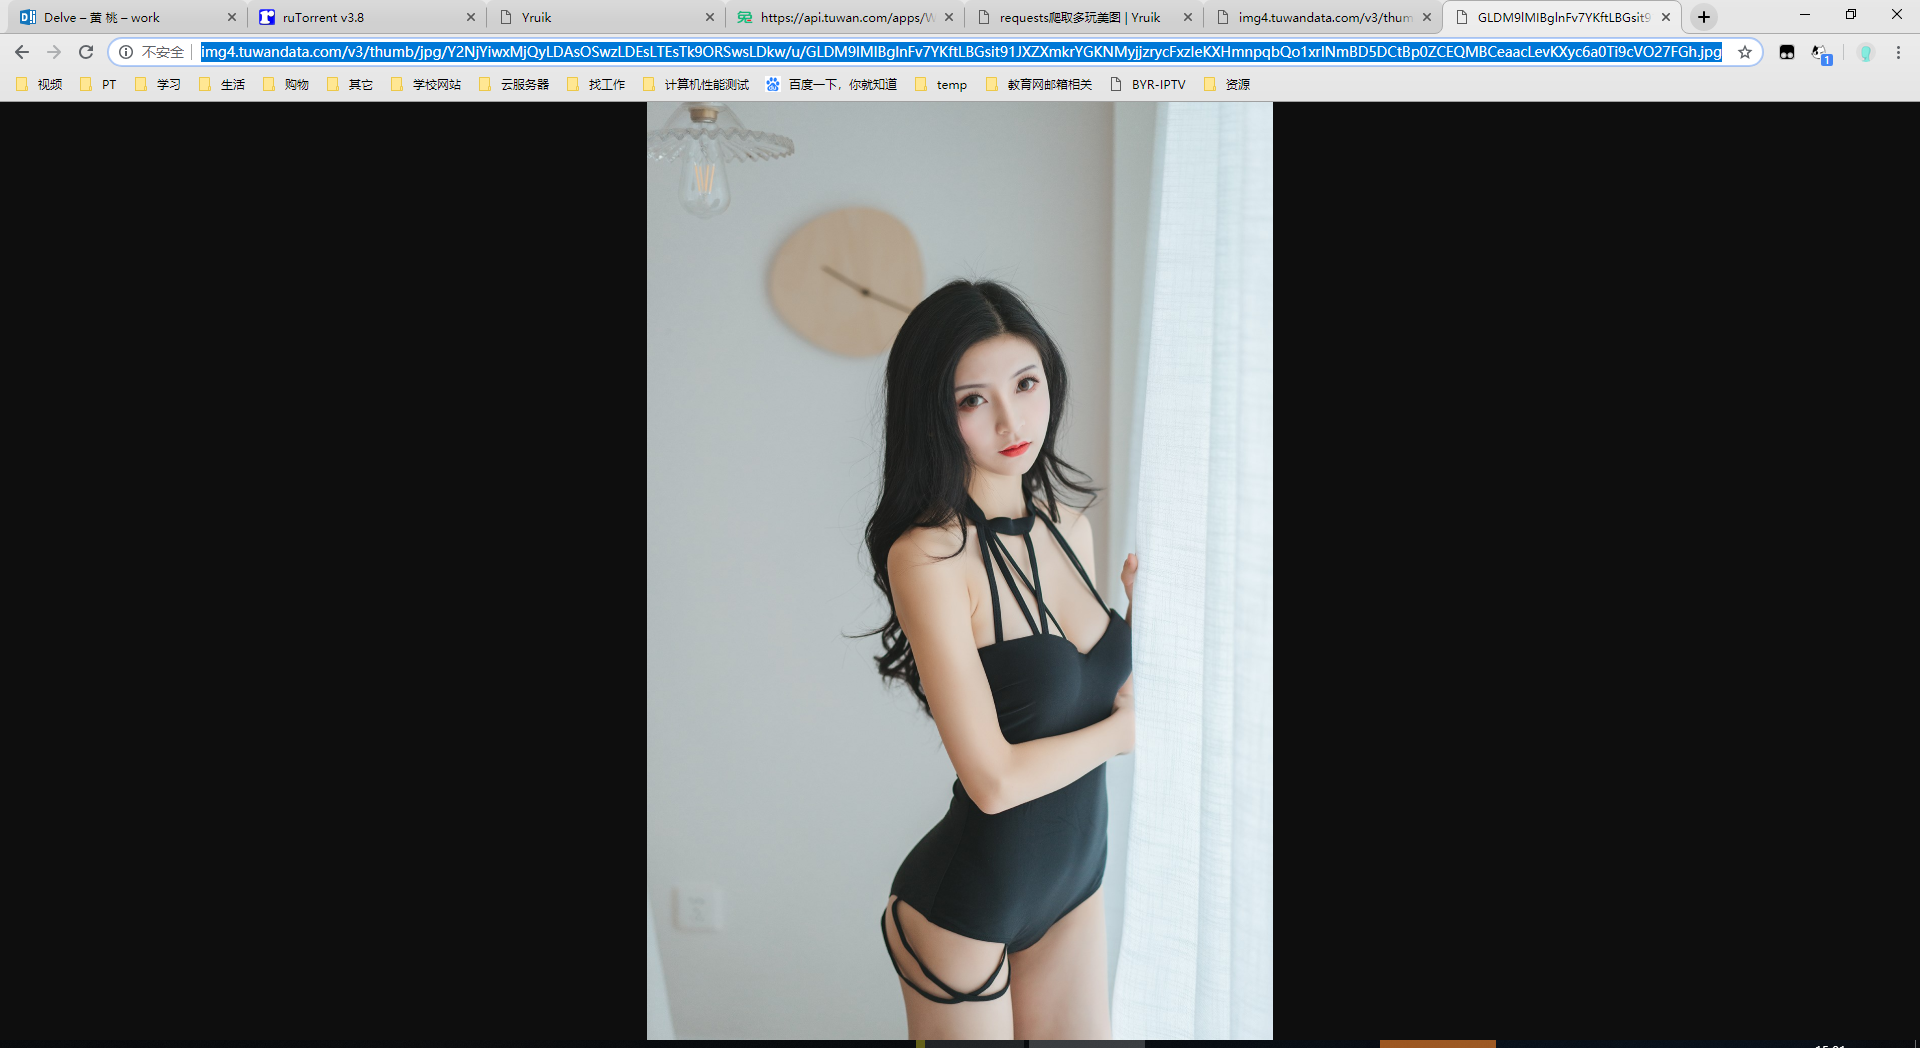 Delve – 黄 桃 – work
ruTorrent v3.8
Yruik
https://api.tuwan.com/apps/W
requests爬取多玩美图 | Yruik
img4.tuwandata.com/v3/thum
GLDM9lMIBglnFv7YKftLBGsit9
不安全
img4.tuwandata.com/v3/thumb/jpg/Y2NjYiwxMjQyLDAsOSwzLDEsLTEsTk9ORSwsLDkw/u/GLDM9lMIBglnFv7YKftLBGsit91JXZXmkrYGKNMyjjzrycFxzleKXHmnpqbQo1xrlNmBD5DCtBp0ZCEQMBCeaacLevKXyc6a0Ti9cVO27FGh.jpg
1
视频
PT
学习
生活
购物
其它
学校网站
云服务器
找工作
计算机性能测试
百度一下，你就知道
temp
教育网邮箱相关
BYR-IPTV
资源